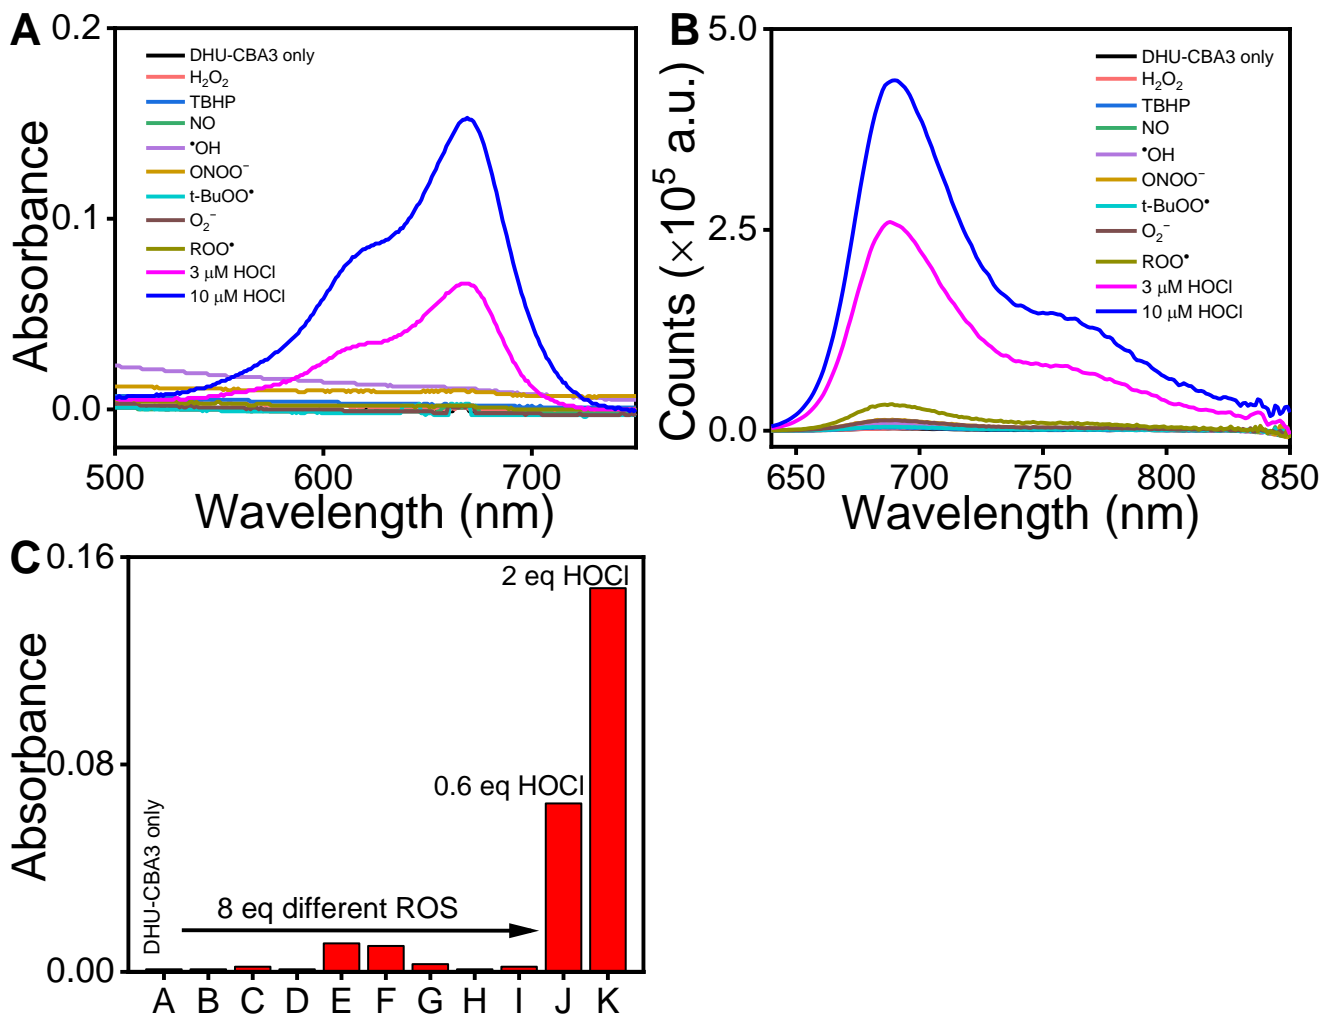 A
0.2
0.1
0.0
Absorbance
DHU-CBA3 only
H₂O₂
TBHP
NO
•OH
ONOO⁻
t-BuOO•
O₂⁻
ROO•
3 μM HOCl
10 μM HOCl
500 600 700
Wavelength (nm)
B
5.0
2.5
0.0
Counts (×10⁵ a.u.)
DHU-CBA3 only
H₂O₂
TBHP
NO
•OH
ONOO⁻
t-BuOO•
O₂⁻
ROO•
3 μM HOCl
10 μM HOCl
650 700 750 800 850
Wavelength (nm)
C
0.16
0.08
0.00
Absorbance
2 eq HOCl
0.6 eq HOCl
DHU-CBA3 only
8 eq different ROS
A B C D E F G H I J K